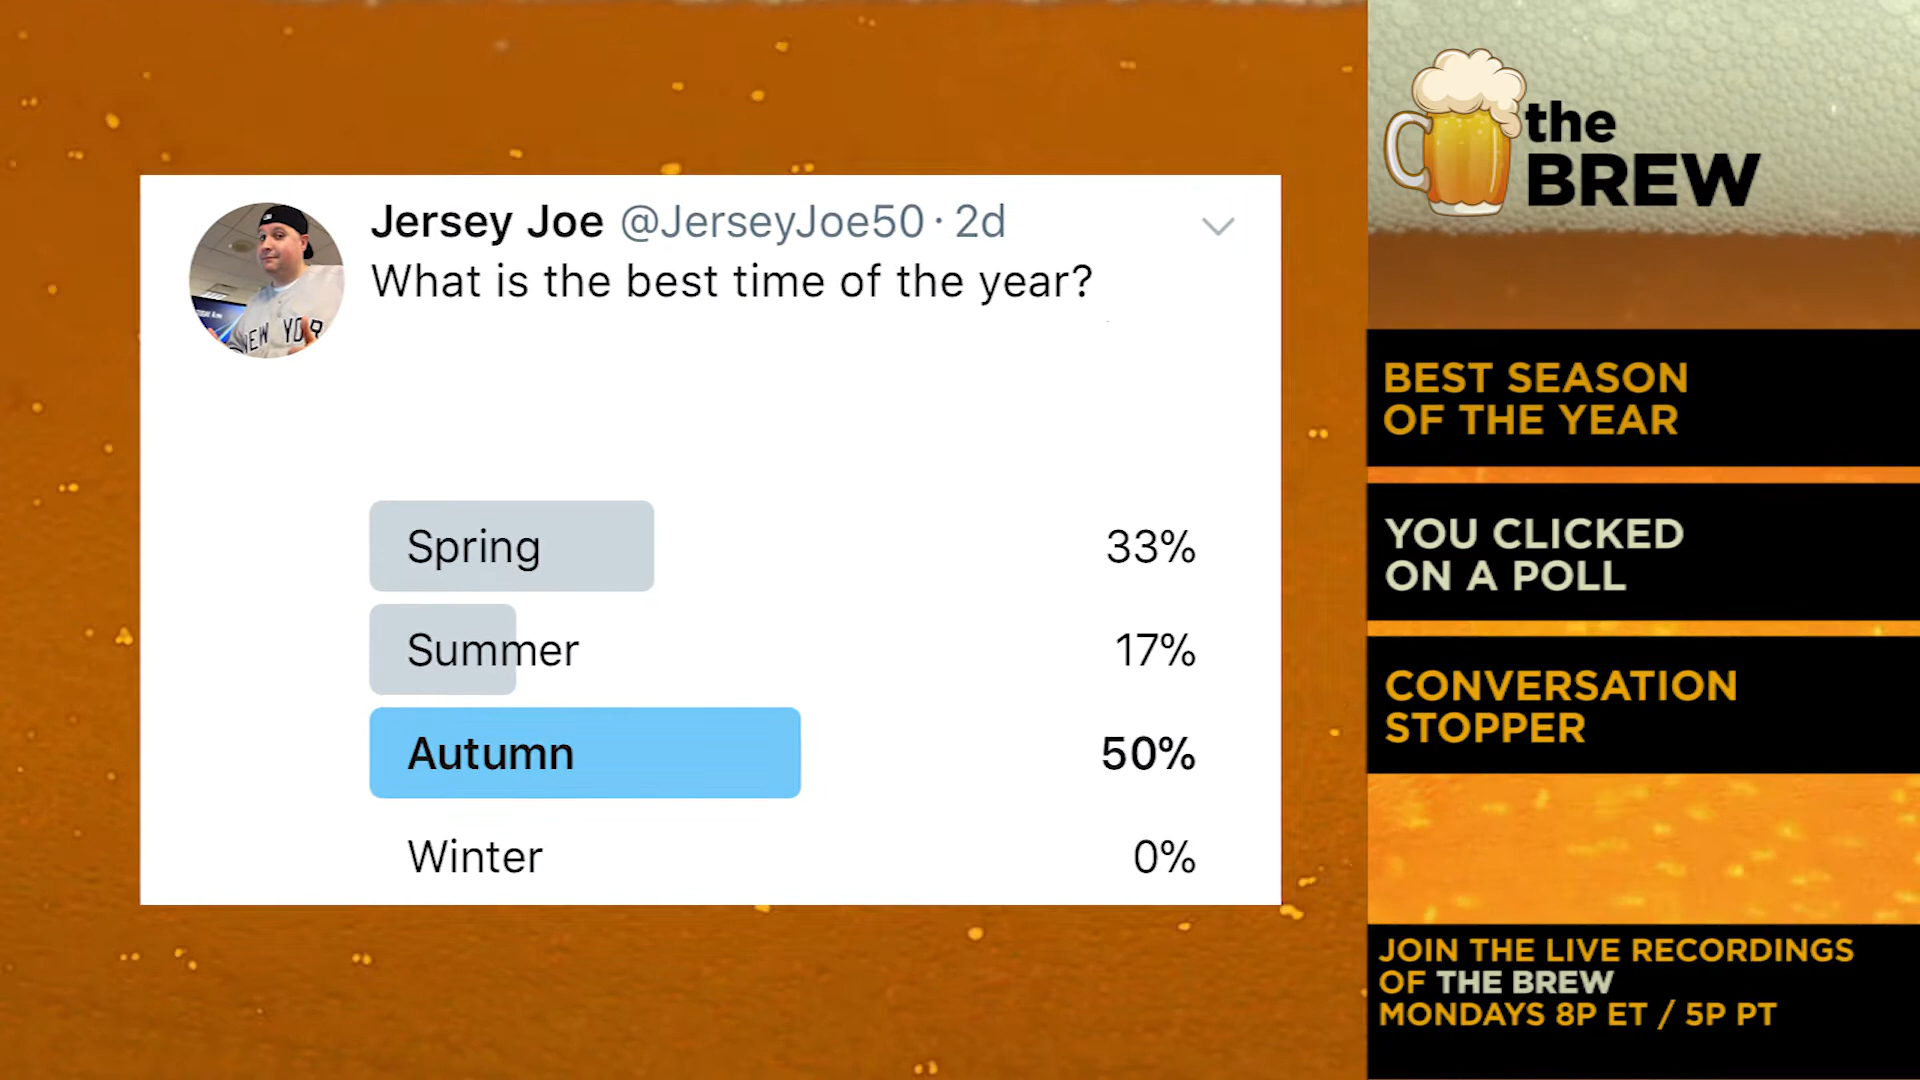 Jersey Joe @JerseyJoe50 · 2d
What is the best time of the year?
Spring 33%
Summer 17%
Autumn 50%
Winter 0%
the
BREW
BEST SEASON
OF THE YEAR
YOU CLICKED
ON A POLL
CONVERSATION
STOPPER
JOIN THE LIVE RECORDINGS
OF THE BREW
MONDAYS 8P ET / 5P PT